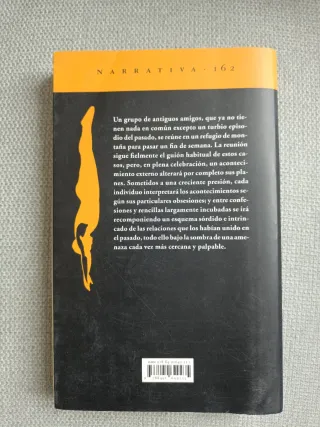 NARRATIVA - 162
Un grupo de antiguos amigos, que ya no tie-
nen nada en común excepto un turbio episo-
dio del pasado, se reúne en un refugio de mon-
taña para pasar un fin de semana. La reunión
sigue fielmente el guión habitual de estos ca-
sos, pero, en plena celebración, un aconteci-
miento externo alterará por completo sus pla-
nes. Sometidos a una creciente presión, cada
individuo interpretará los acontecimientos se-
gún sus particulares obsesiones; y entre confe-
siones y rencillas largamente incubadas se irá
recomponiendo un esquema sórdido e intrin-
cado de las relaciones que los habían unido en
el pasado, todo ello bajo la sombra de una ame-
naza cada vez más cercana y palpable.